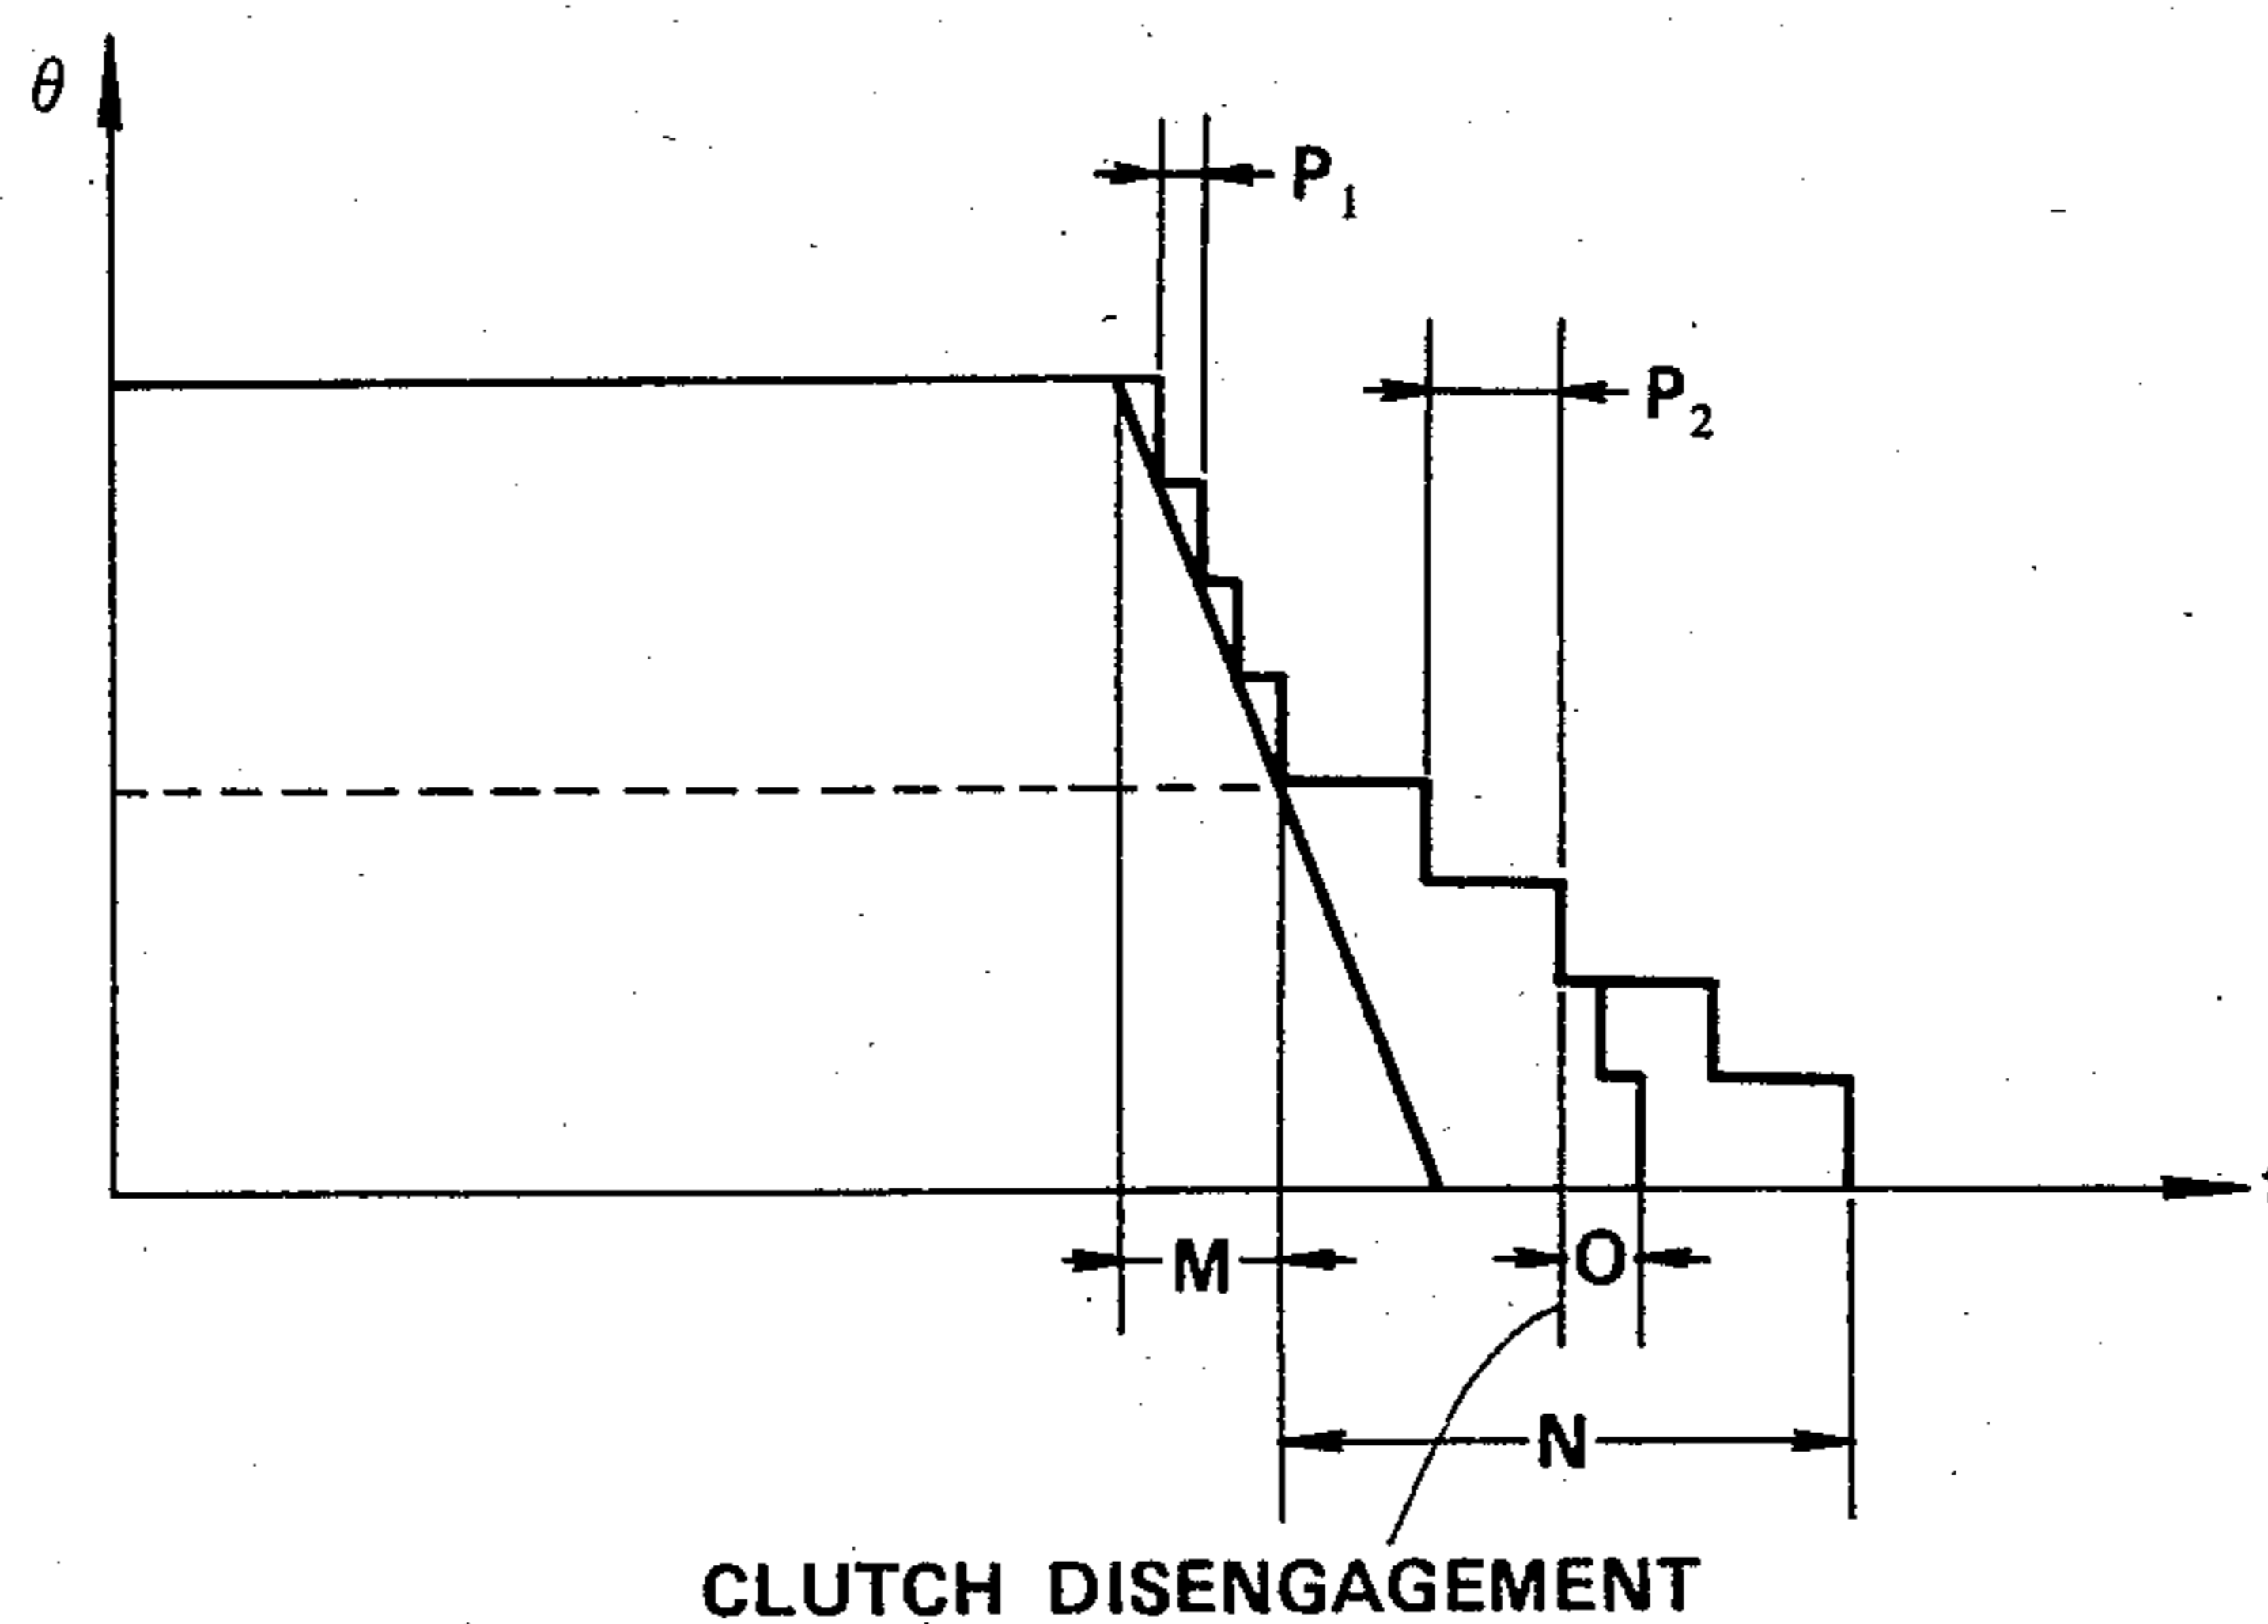 θ
P₁
P₂
M
O
N
CLUTCH DISENGAGEMENT